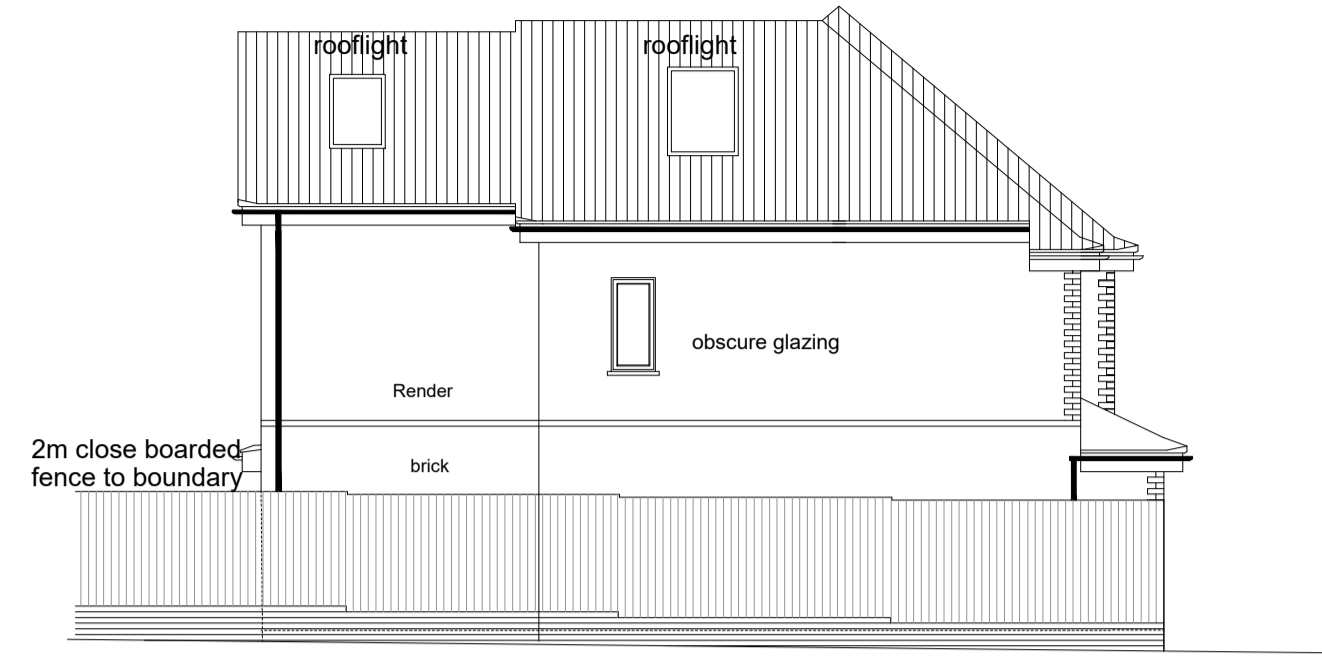 rooflight
rooflight
obscure glazing
Render
2m close boarded
fence to boundary
brick